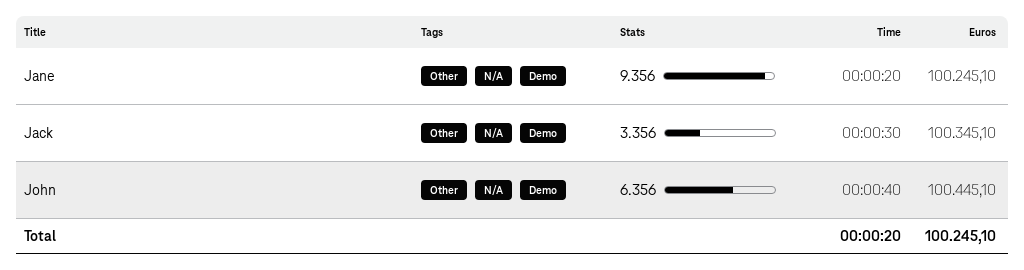 Title Tags Stats Time Euros
Jane Other N/A Demo 9.356 00:00:20 100.245,10
Jack Other N/A Demo 3.356 00:00:30 100.345,10
John Other N/A Demo 6.356 00:00:40 100.445,10
Total 00:00:20 100.245,10